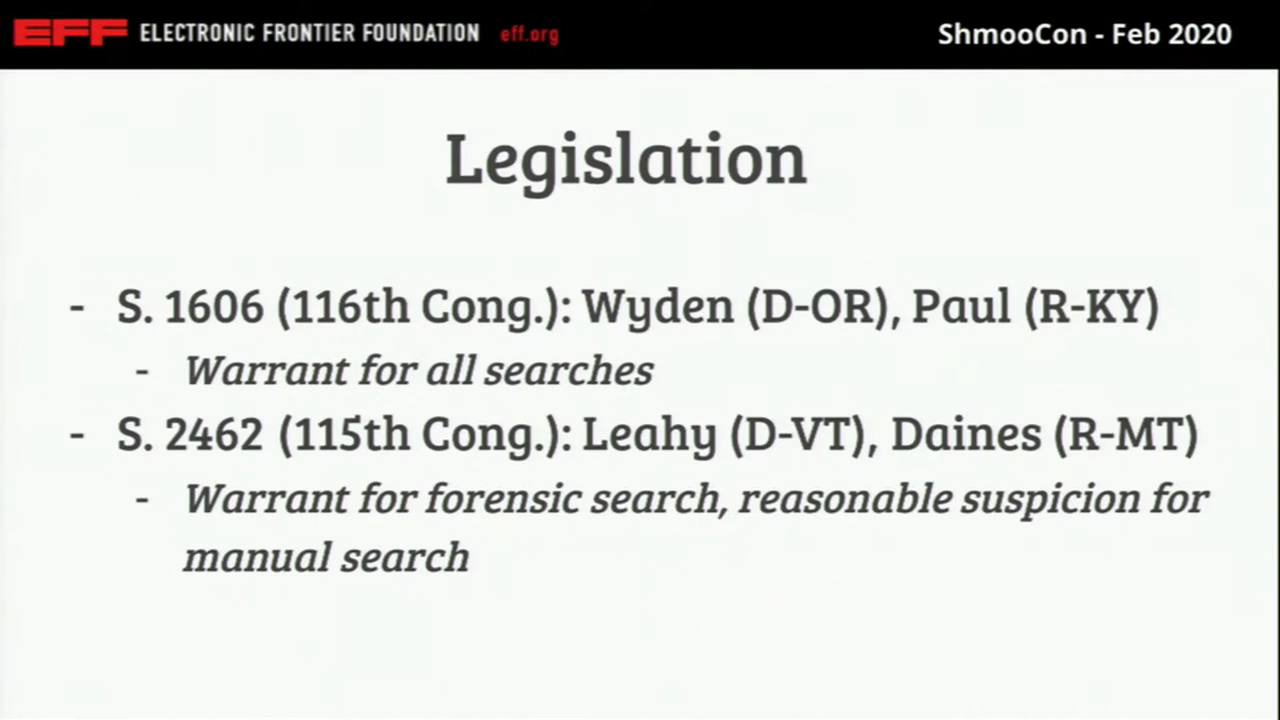 EFF ELECTRONIC FRONTIER FOUNDATION eff.org
ShmooCon - Feb 2020
Legislation
- S. 1606 (116th Cong.): Wyden (D-OR), Paul (R-KY)
- Warrant for all searches
- S. 2462 (115th Cong.): Leahy (D-VT), Daines (R-MT)
- Warrant for forensic search, reasonable suspicion for
manual search